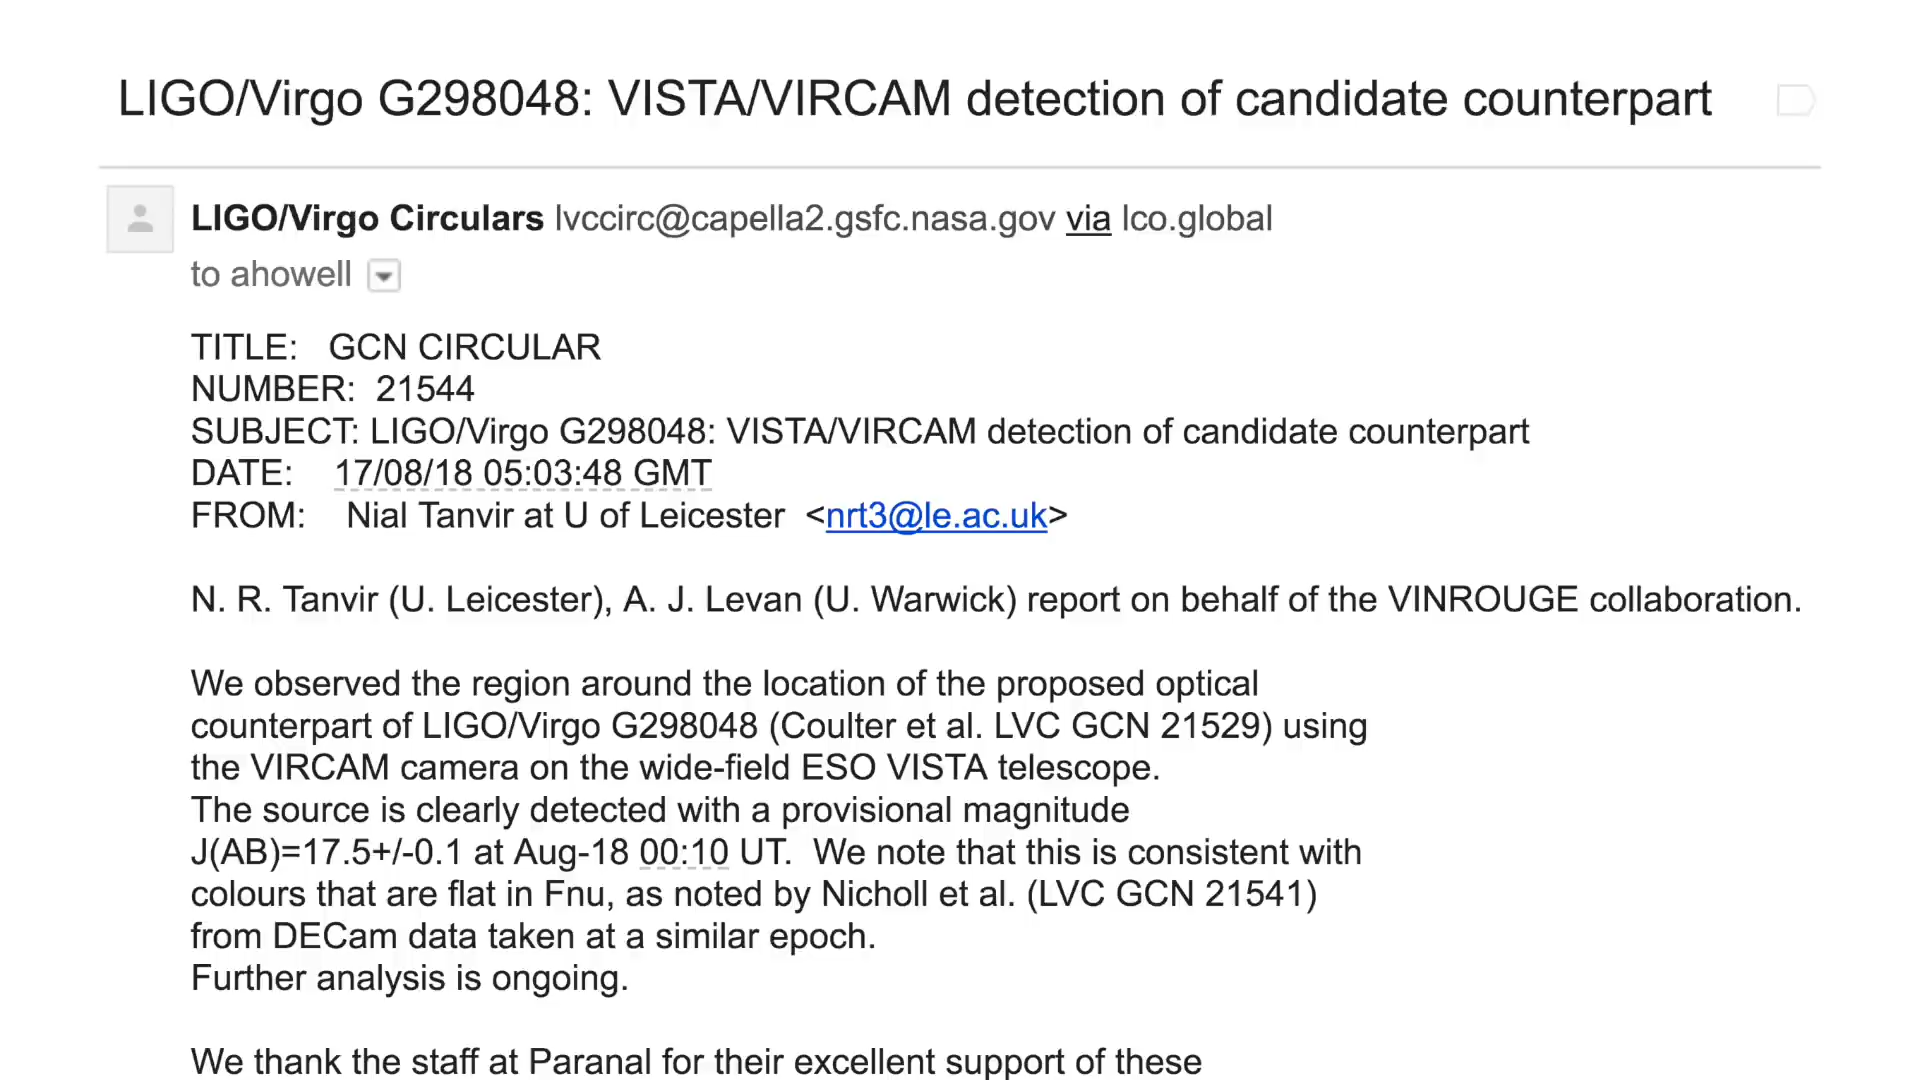 LIGO/Virgo G298048: VISTA/VIRCAM detection of candidate counterpart
LIGO/Virgo Circulars lvccirc@capella2.gsfc.nasa.gov via lco.global
to ahowell
TITLE: GCN CIRCULAR
NUMBER: 21544
SUBJECT: LIGO/Virgo G298048: VISTA/VIRCAM detection of candidate counterpart
DATE: 17/08/18 05:03:48 GMT
FROM: Nial Tanvir at U of Leicester <nrt3@le.ac.uk>
N. R. Tanvir (U. Leicester), A. J. Levan (U. Warwick) report on behalf of the VINROUGE collaboration.
We observed the region around the location of the proposed optical
counterpart of LIGO/Virgo G298048 (Coulter et al. LVC GCN 21529) using
the VIRCAM camera on the wide-field ESO VISTA telescope.
The source is clearly detected with a provisional magnitude
J(AB)=17.5+/-0.1 at Aug-18 00:10 UT. We note that this is consistent with
colours that are flat in Fnu, as noted by Nicholl et al. (LVC GCN 21541)
from DECam data taken at a similar epoch.
Further analysis is ongoing.
We thank the staff at Paranal for their excellent support of these